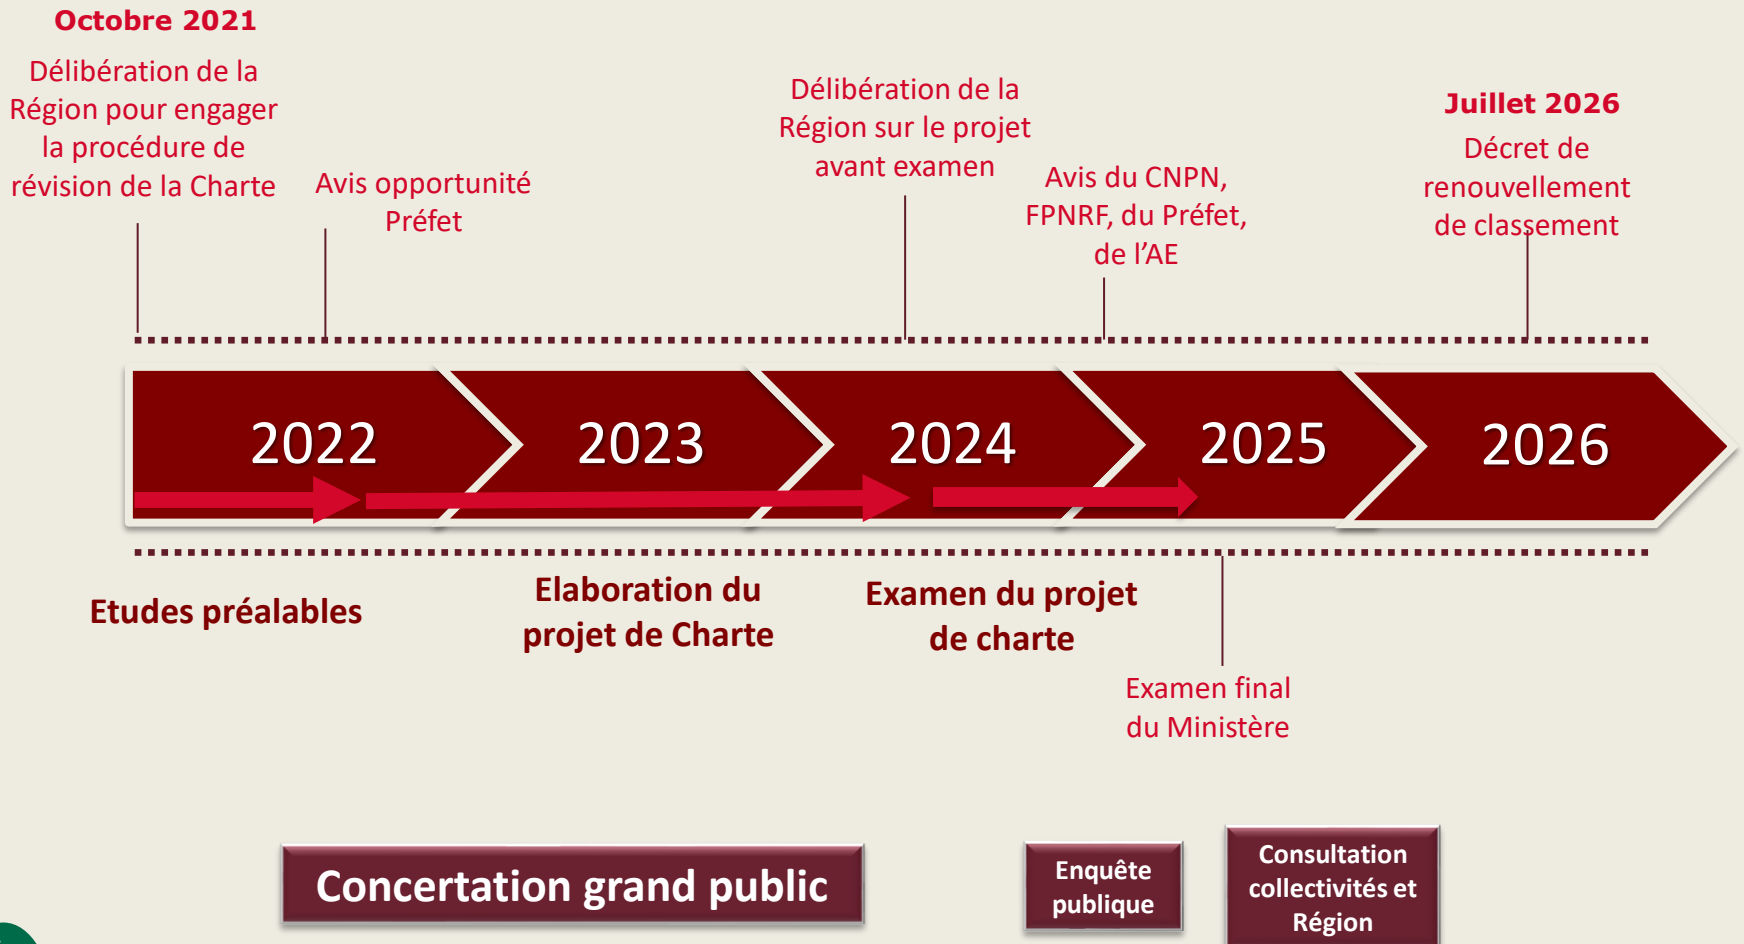 Octobre 2021
Délibération de la
Région pour engager
la procédure de
révision de la Charte
Avis opportunité
Préfet
Délibération de la
Région sur le projet
avant examen
Avis du CNPN,
FPNRF, du Préfet,
de l’AE
Juillet 2026
Décret de
renouvellement
de classement
2022
2023
2024
2025
2026
Etudes préalables
Elaboration du
projet de Charte
Examen du projet
de charte
Examen final
du Ministère
Concertation grand public
Enquête
publique
Consultation
collectivités et
Région